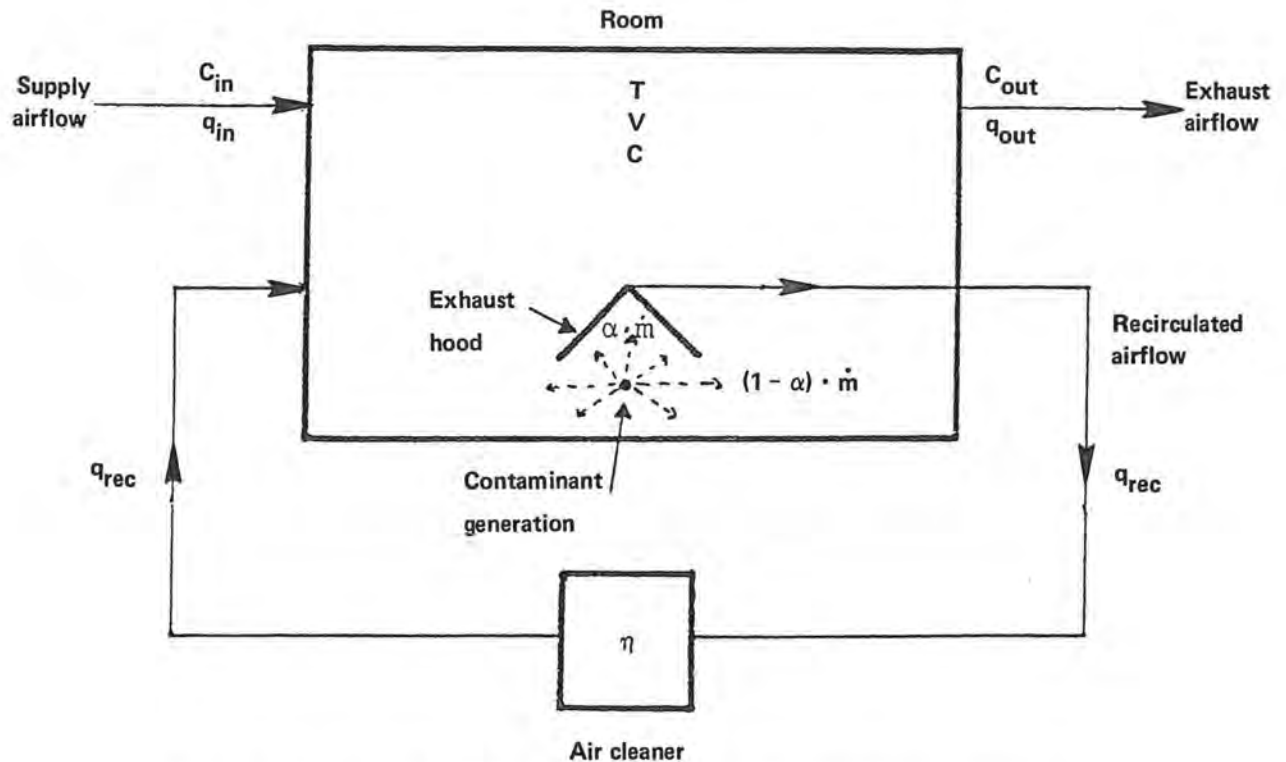 Room
Supply
airflow
C_in
q_in
T
V
C
C_out
q_out
Exhaust
airflow
Exhaust
hood
α · ṁ
(1 - α) · ṁ
Recirculated
airflow
q_rec
Contaminant
generation
q_rec
η
Air cleaner